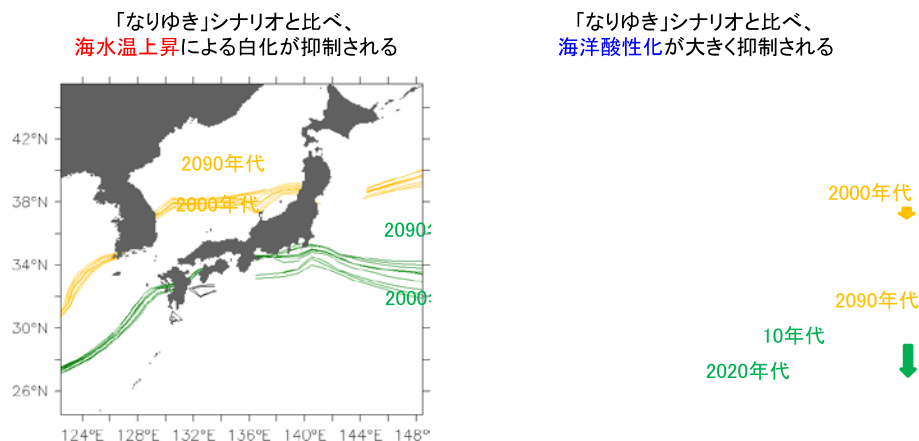 「なりゆき」シナリオと比べ、
海水温上昇による白化が抑制される
「なりゆき」シナリオと比べ、
海洋酸性化が大きく抑制される
42°N
38°N
34°N
30°N
26°N
124°E 128°E 132°E 136°E 140°E 144°E 148°
2090年代
2000年代
2090
2000
2000年代
2090年代
10年代
2020年代